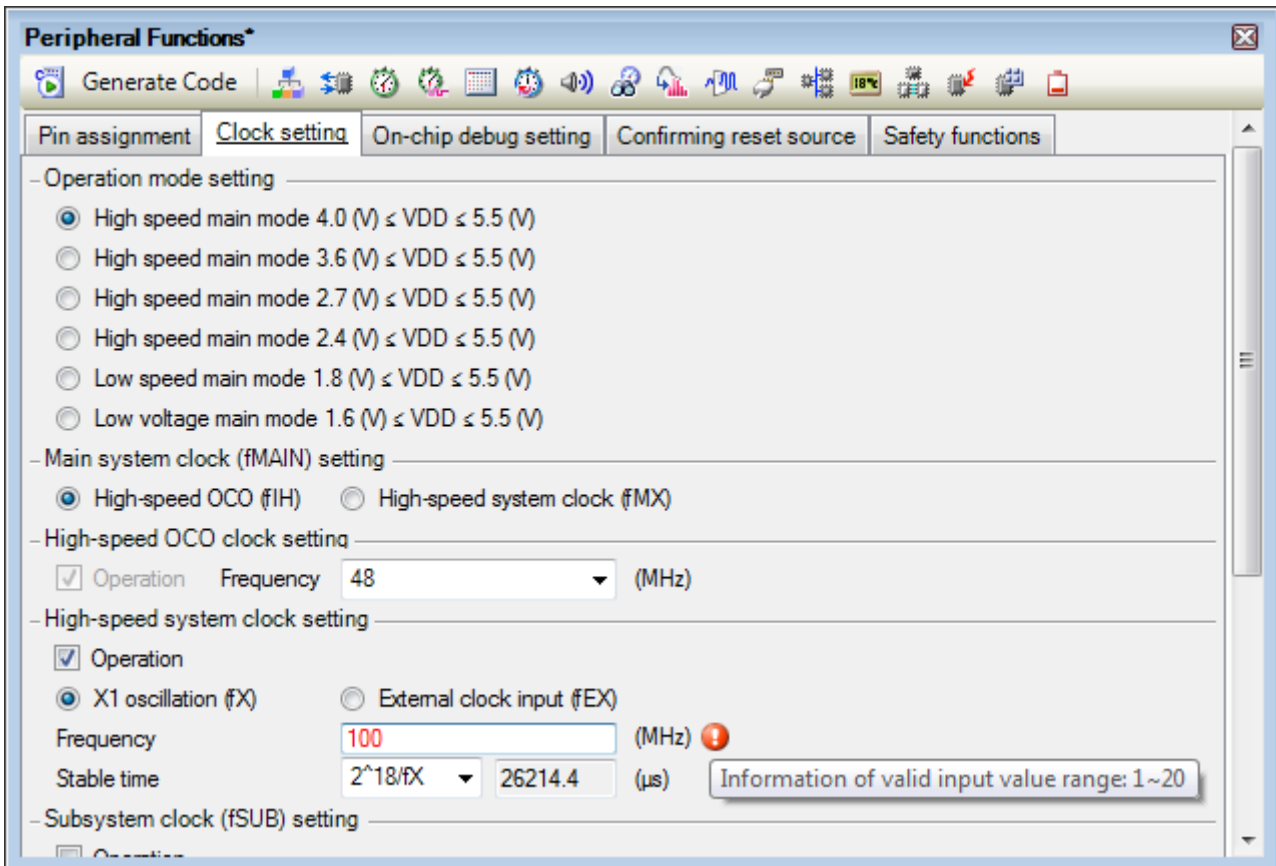 Peripheral Functions*
Generate Code 18℃
Pin assignment Clock setting On-chip debug setting Confirming reset source Safety functions
Operation mode setting
High speed main mode 4.0 (V) ≤ VDD ≤ 5.5 (V)
High speed main mode 3.6 (V) ≤ VDD ≤ 5.5 (V)
High speed main mode 2.7 (V) ≤ VDD ≤ 5.5 (V)
High speed main mode 2.4 (V) ≤ VDD ≤ 5.5 (V)
Low speed main mode 1.8 (V) ≤ VDD ≤ 5.5 (V)
Low voltage main mode 1.6 (V) ≤ VDD ≤ 5.5 (V)
Main system clock (fMAIN) setting
High-speed OCO (fIH) High-speed system clock (fMX)
High-speed OCO clock setting
Operation Frequency 48 (MHz)
High-speed system clock setting
Operation
X1 oscillation (fX) External clock input (fEX)
Frequency 100 (MHz)
Stable time 2^18/fX 26214.4 (µs) Information of valid input value range: 1~20
Subsystem clock (fSUB) setting
Operation